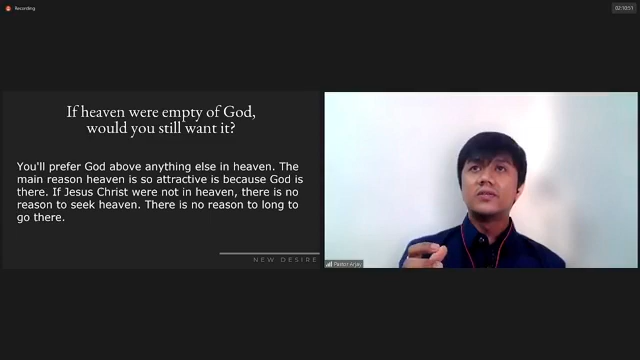 Recording
02:10:51
If heaven were empty of God,
would you still want it?
You'll prefer God above anything else in heaven. The
main reason heaven is so attractive is because God is
there. If Jesus Christ were not in heaven, there is no
reason to seek heaven. There is no reason to long to
go there.
NEW DESIRE
Pastor Arjay